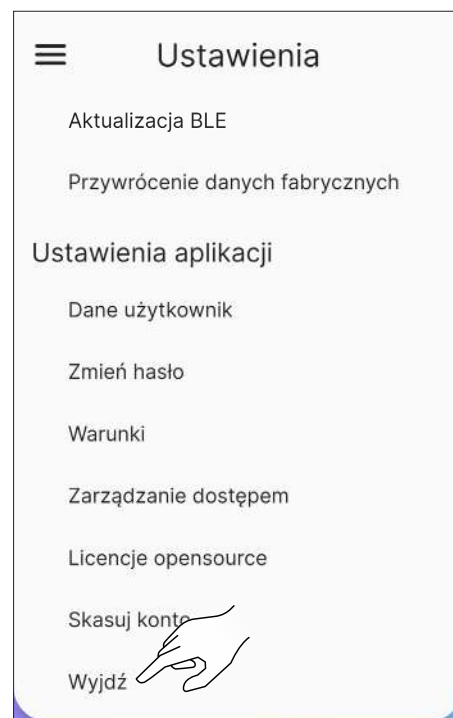 Ustawienia
Aktualizacja BLE
Przywrócenie danych fabrycznych
Ustawienia aplikacji
Dane użytkownik
Zmień hasło
Warunki
Zarządzanie dostępem
Licencje opensource
Skasuj konto
Wyjdź